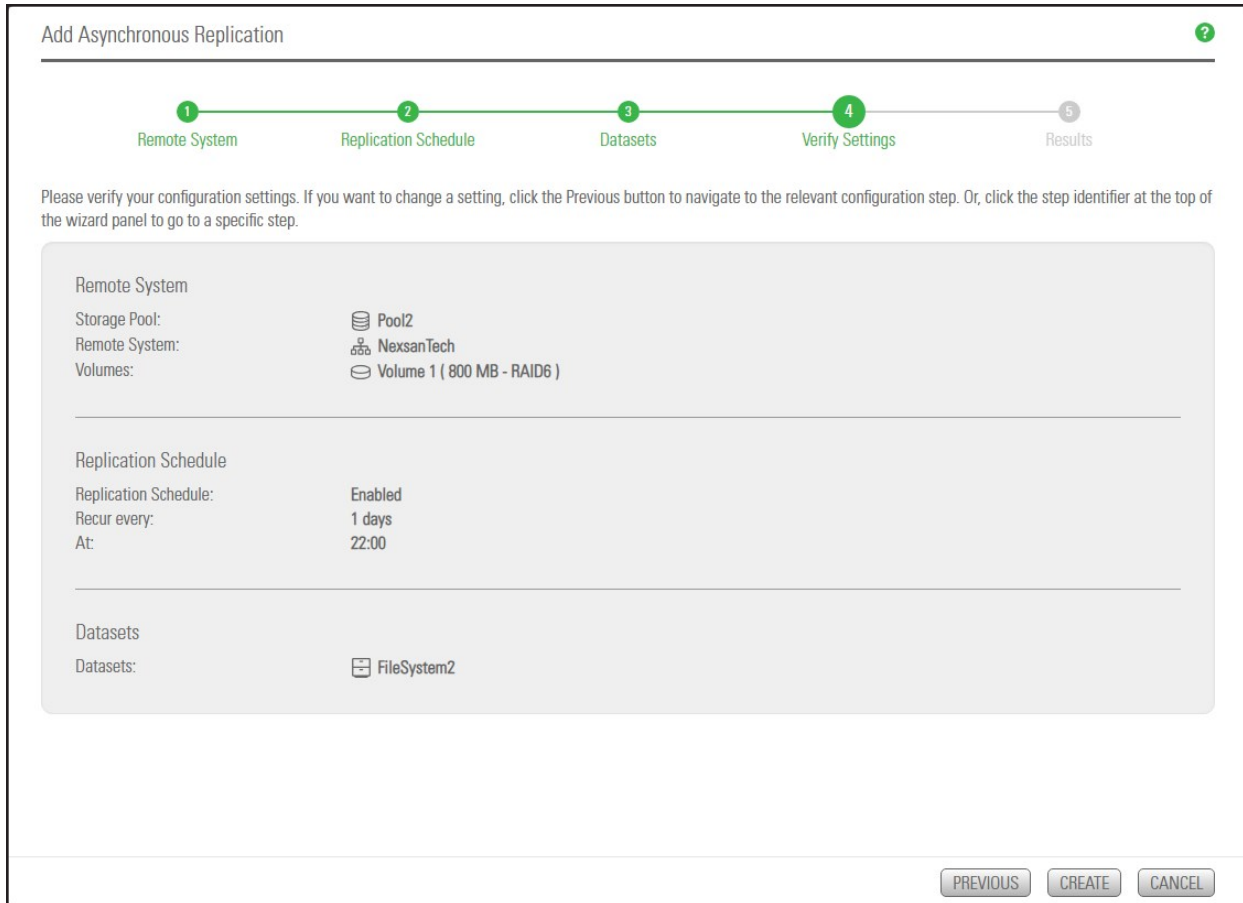 Add Asynchronous Replication ?
1 2 3 4 5
Remote System Replication Schedule Datasets Verify Settings Results
Please verify your configuration settings. If you want to change a setting, click the Previous button to navigate to the relevant configuration step. Or, click the step identifier at the top of
the wizard panel to go to a specific step.
Remote System
Storage Pool: Pool2
Remote System: NexsanTech
Volumes: Volume 1 ( 800 MB - RAID6 )
Replication Schedule
Replication Schedule: Enabled
Recur every: 1 days
At: 22:00
Datasets
Datasets: FileSystem2
PREVIOUS CREATE CANCEL